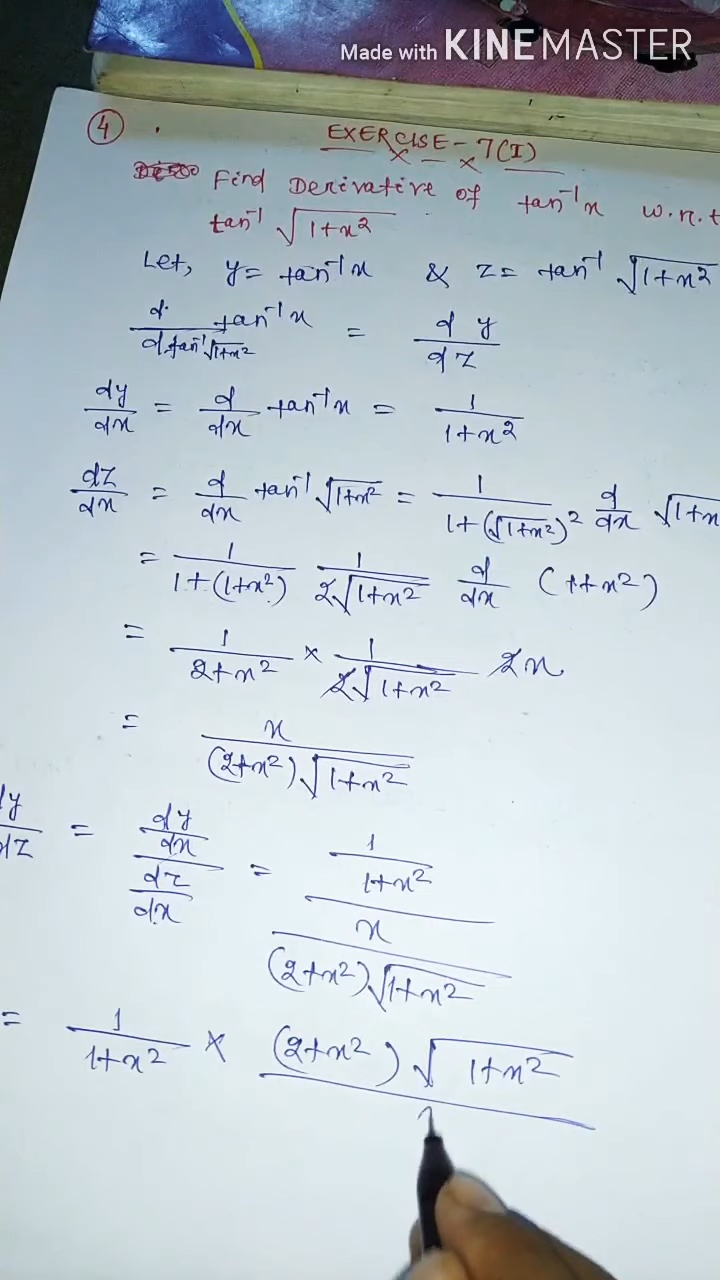 Made with KINEMASTER
④ EXERCISE - 7(I)
Find Derivative of tan⁻¹x w.r.t
tan⁻¹ √(1+x²)
Let, y = tan⁻¹x & z = tan⁻¹ √(1+x²)
d/(d tan⁻¹√(1+x²)) tan⁻¹x = dy/dz
dy/dx = d/dx tan⁻¹x = 1/(1+x²)
dz/dx = d/dx tan⁻¹ √(1+x²) = 1/(1+(√(1+x²))²) d/dx √(1+x
= 1/(1+(1+x²)) 1/(2√(1+x²)) d/dx (1+x²)
= 1/(2+x²) × 1/(2√(1+x²)) 2x
= x/((2+x²)√(1+x²))
dy/dz = (dy/dx)/(dz/dx) = (1/(1+x²))/(x/((2+x²)√(1+x²)))
= 1/(1+x²) × (2+x²)√(1+x²)/